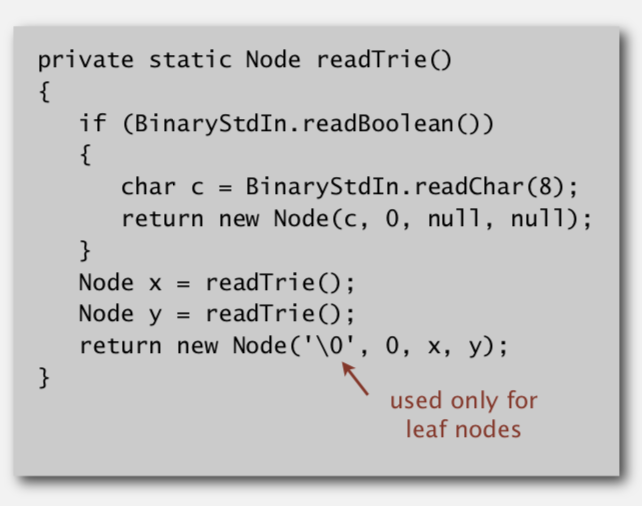 private static Node readTrie()
{
if (BinaryStdIn.readBoolean())
{
char c = BinaryStdIn.readChar(8);
return new Node(c, 0, null, null);
}
Node x = readTrie();
Node y = readTrie();
return new Node('\0', 0, x, y);
}
used only for
leaf nodes